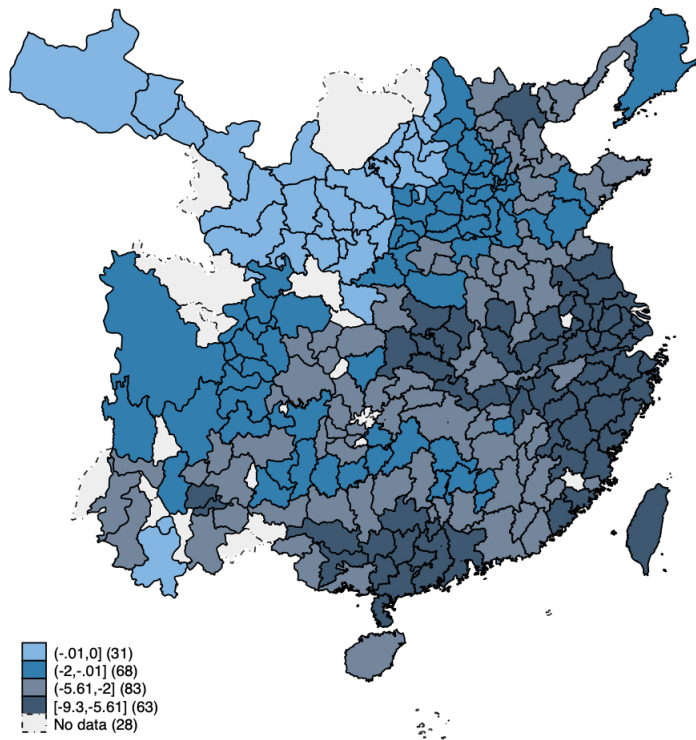 (-.01,0] (31)
(-2,-.01] (68)
(-5.61,-2] (83)
[-9.3,-5.61] (63)
No data (28)